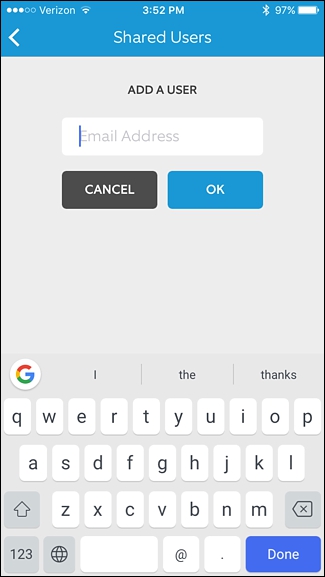 Verizon 3:52 PM 97%
Shared Users
ADD A USER
Email Address
CANCEL OK
G I the thanks
q w e r t y u i o p
a s d f g h j k l
z x c v b n m
123 @ . Done